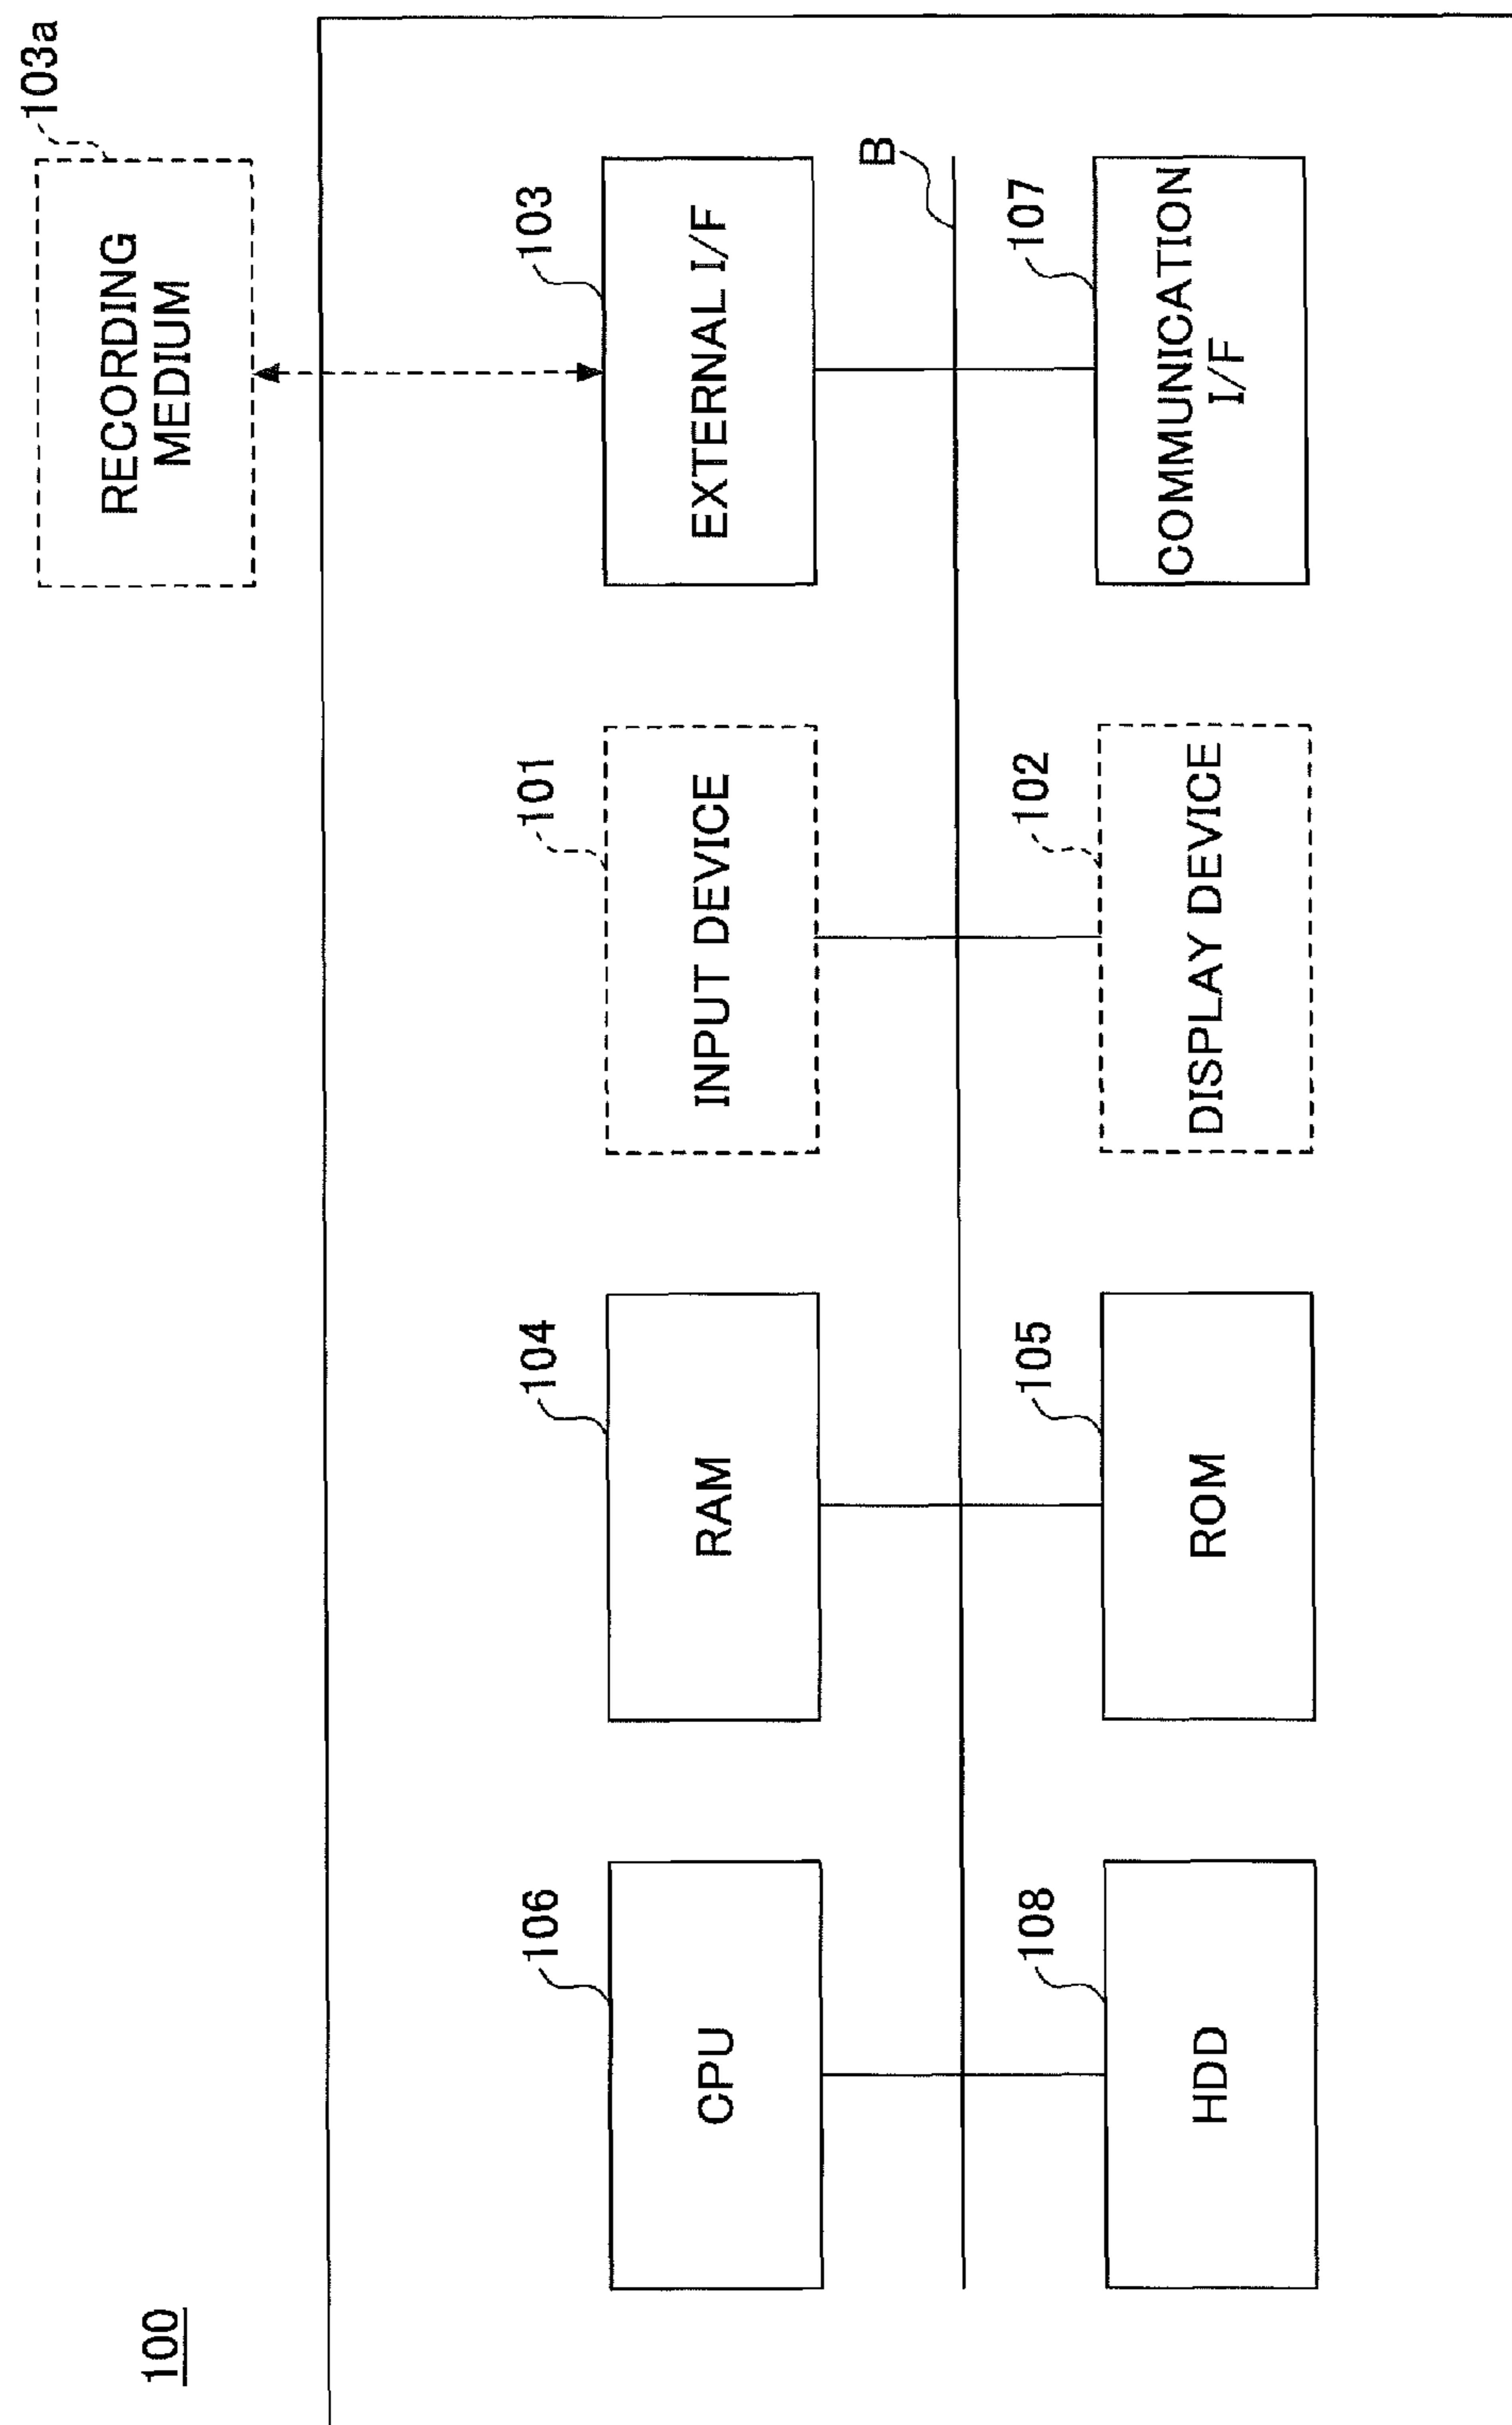 100
103a
RECORDING
MEDIUM
106
CPU
104
RAM
101
INPUT DEVICE
103
EXTERNAL I/F
B
108
HDD
105
ROM
102
DISPLAY DEVICE
107
COMMUNICATION
I/F